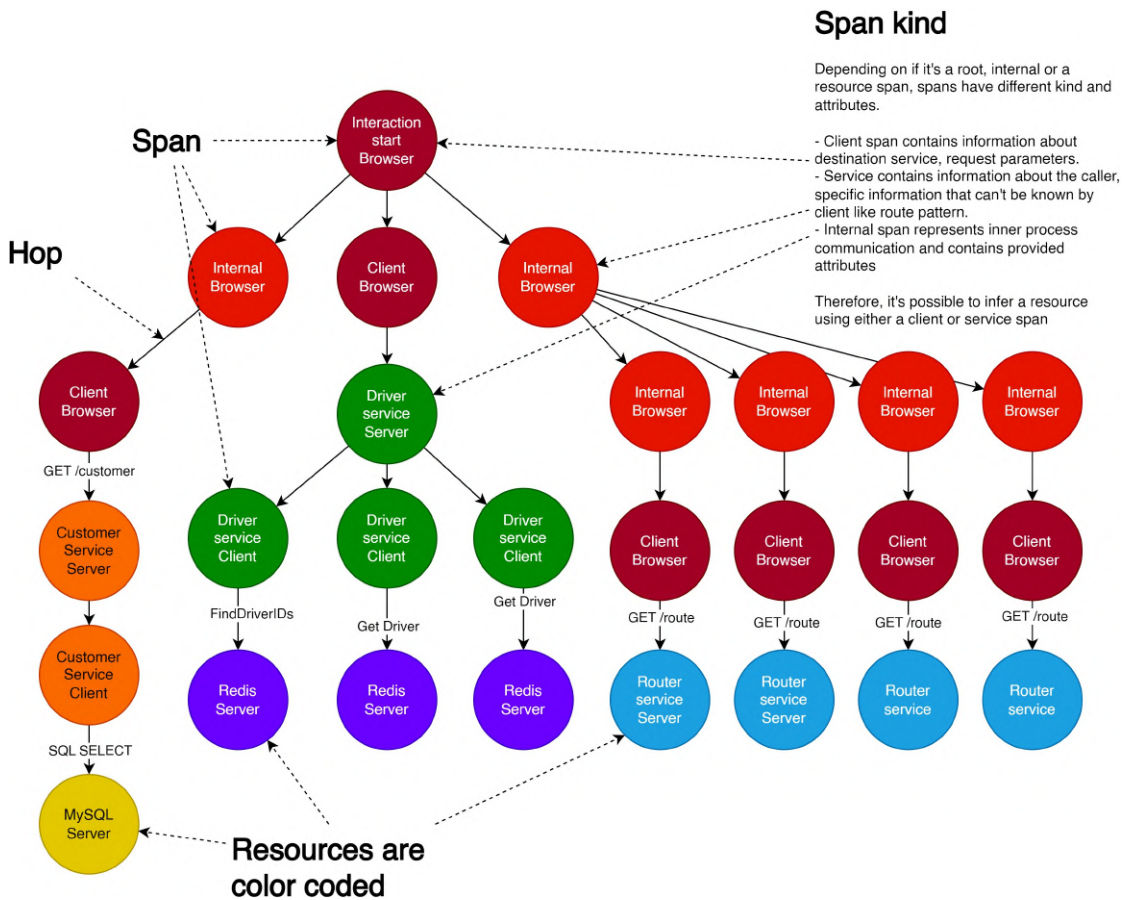 Span kind
Depending on if it's a root, internal or a
resource span, spans have different kind and
attributes.
- Client span contains information about
destination service, request parameters.
- Service contains information about the caller,
specific information that can't be known by
client like route pattern.
- Internal span represents inner process
communication and contains provided
attributes
Therefore, it's possible to infer a resource
using either a client or service span
Interaction
start
Browser
Span
Hop
Internal
Browser
Client
Browser
Internal
Browser
Client
Browser
Driver
service
Server
Internal
Browser
Internal
Browser
Internal
Browser
Internal
Browser
GET /customer
Customer
Service
Server
Driver
service
Client
Driver
service
Client
Driver
service
Client
Client
Browser
Client
Browser
Client
Browser
Client
Browser
FindDriverIDs
Get Driver
Get Driver
GET /route
GET /route
GET /route
GET /route
Customer
Service
Client
Redis
Server
Redis
Server
Redis
Server
Router
service
Server
Router
service
Server
Router
service
Router
service
SQL SELECT
MySQL
Server
Resources are
color coded